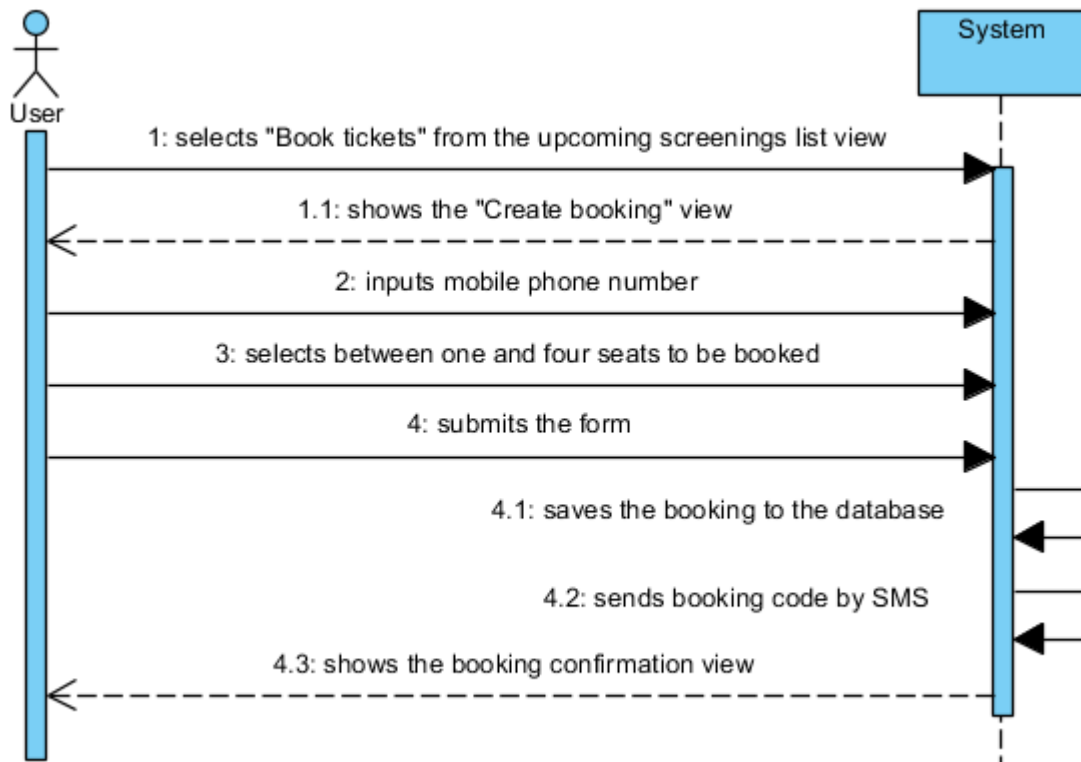 System
User
1: selects "Book tickets" from the upcoming screenings list view
1.1: shows the "Create booking" view
2: inputs mobile phone number
3: selects between one and four seats to be booked
4: submits the form
4.1: saves the booking to the database
4.2: sends booking code by SMS
4.3: shows the booking confirmation view